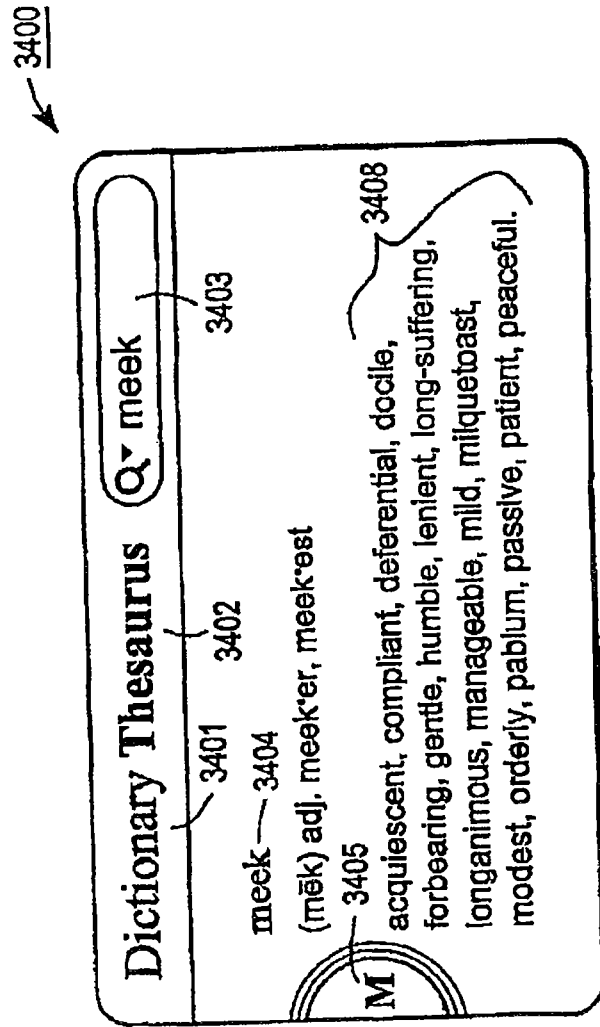 3400
Dictionary Thesaurus
meek
3401
3402
3403
meek
3404
(mēk) adj. meek·er, meek·est
3405
M
acquiescent, compliant, deferential, docile,
forbearing, gentle, humble, lenient, long-suffering,
longanimous, manageable, mild, milquetoast,
modest, orderly, pablum, passive, patient, peaceful.
3408